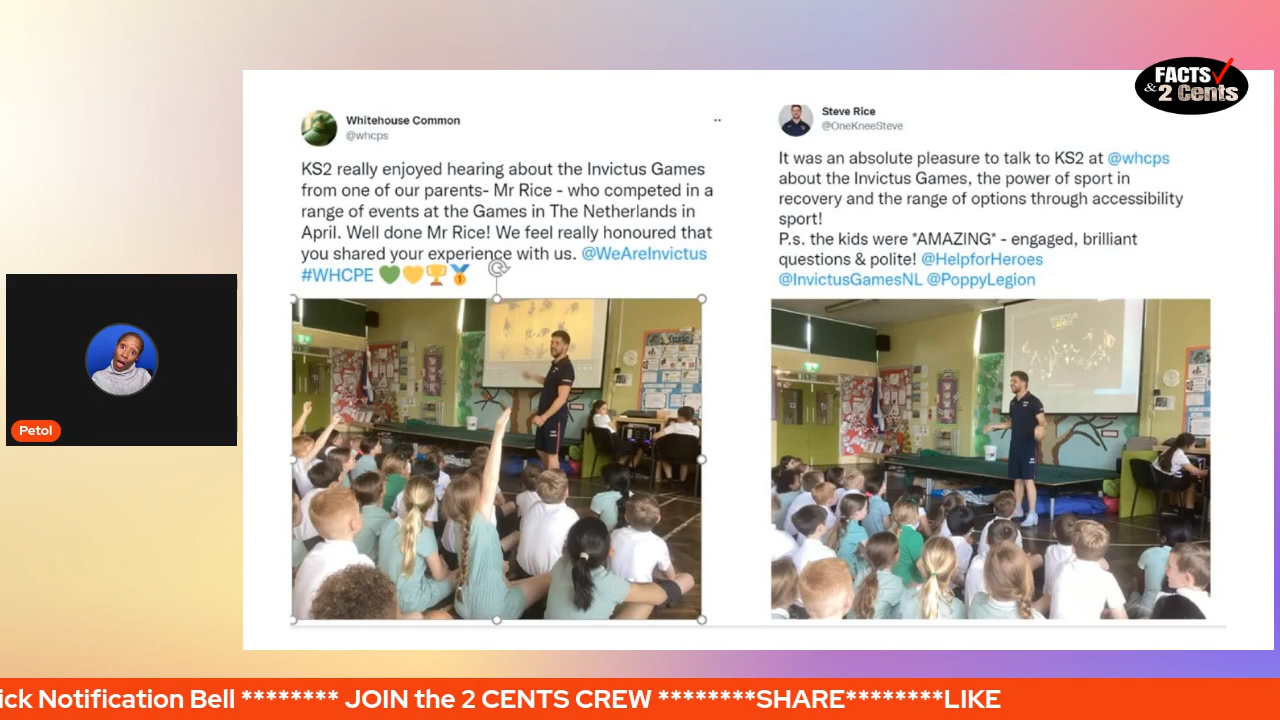 FACTS
& 2 Cents
Whitehouse Common
@whcps
KS2 really enjoyed hearing about the Invictus Games
from one of our parents- Mr Rice - who competed in a
range of events at the Games in The Netherlands in
April. Well done Mr Rice! We feel really honoured that
you shared your experience with us. @WeAreInvictus
#WHCPE 💚💛🏆🥇
Steve Rice
@OneKneeSteve
It was an absolute pleasure to talk to KS2 at @whcps
about the Invictus Games, the power of sport in
recovery and the range of options through accessibility
sport!
P.s. the kids were *AMAZING* - engaged, brilliant
questions & polite! @HelpforHeroes
@InvictusGamesNL @PoppyLegion
INVICTUS
GAMES
Petol
ick Notification Bell ******** JOIN the 2 CENTS CREW ********SHARE********LIKE